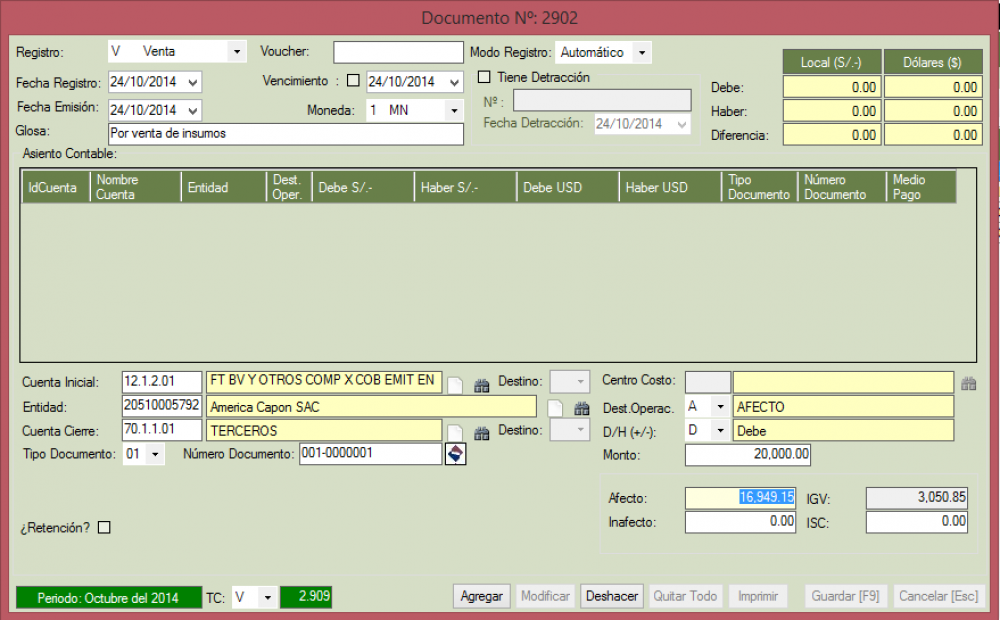 Documento Nº: 2902
Registro: V Venta Voucher: Modo Registro: Automático
Local (S/.-) Dólares ($)
Fecha Registro: 24/10/2014 Vencimiento : 24/10/2014 Tiene Detracción
Debe: 0.00 0.00
Fecha Emisión: 24/10/2014 Moneda: 1 MN Nº :
Haber: 0.00 0.00
Glosa: Por venta de insumos Fecha Detracción: 24/10/2014
Diferencia: 0.00 0.00
Asiento Contable:
IdCuenta Nombre Cuenta Entidad Dest. Oper. Debe S/.- Haber S/.- Debe USD Haber USD Tipo Documento Número Documento Medio Pago
Cuenta Inicial: 12.1.2.01 FT BV Y OTROS COMP X COB EMIT EN Destino: Centro Costo:
Entidad: 20510005792 America Capon SAC Dest.Operac. A AFECTO
Cuenta Cierre: 70.1.1.01 TERCEROS Destino: D/H (+/-): D Debe
Tipo Documento: 01 Número Documento: 001-0000001 Monto: 20,000.00
Afecto: 16,949.15 IGV: 3,050.85
Inafecto: 0.00 ISC: 0.00
¿Retención?
Periodo: Octubre del 2014 TC: V 2.909 Agregar Modificar Deshacer Quitar Todo Imprimir Guardar [F9] Cancelar [Esc]